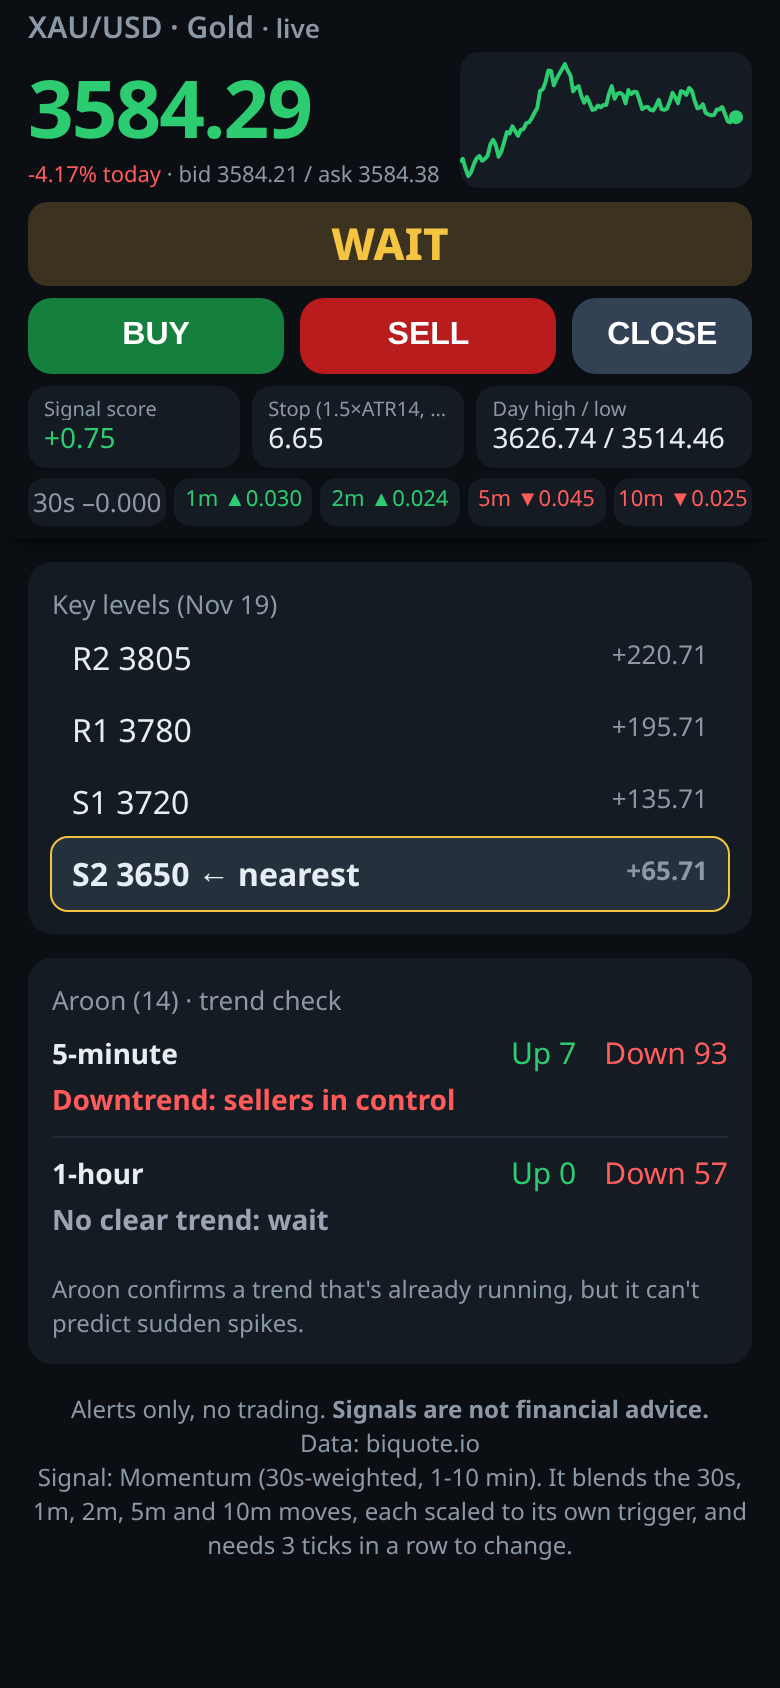 XAU/USD · Gold · live
3584.29
-4.17% today · bid 3584.21 / ask 3584.38
WAIT
BUY SELL CLOSE
Signal score Stop (1.5×ATR14, ... Day high / low
+0.75 6.65 3626.74 / 3514.46
30s –0.000 1m ▲0.030 2m ▲0.024 5m ▼0.045 10m ▼0.025
Key levels (Nov 19)
R2 3805 +220.71
R1 3780 +195.71
S1 3720 +135.71
S2 3650 ← nearest +65.71
Aroon (14) · trend check
5-minute Up 7 Down 93
Downtrend: sellers in control
1-hour Up 0 Down 57
No clear trend: wait
Aroon confirms a trend that's already running, but it can't
predict sudden spikes.
Alerts only, no trading. Signals are not financial advice.
Data: biquote.io
Signal: Momentum (30s-weighted, 1-10 min). It blends the 30s,
1m, 2m, 5m and 10m moves, each scaled to its own trigger, and
needs 3 ticks in a row to change.